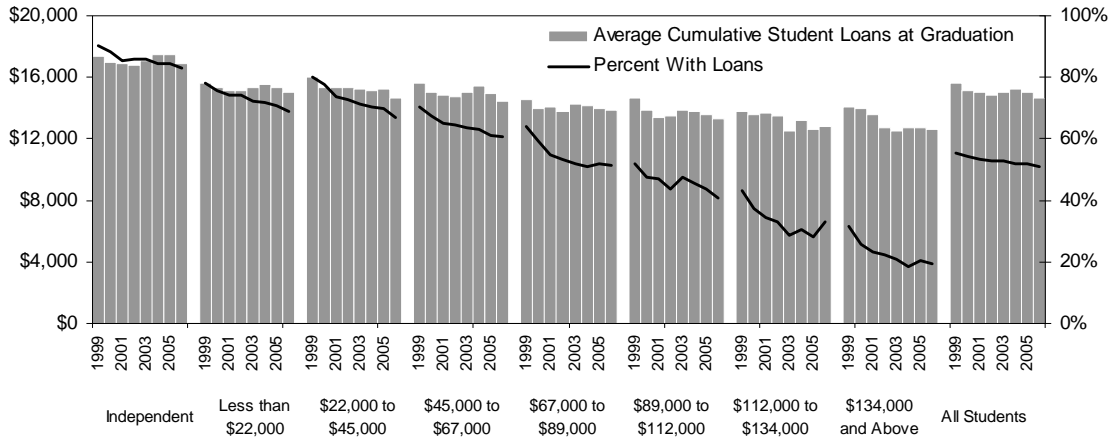 $20,000
$16,000
$12,000
$8,000
$4,000
$0
100%
80%
60%
40%
20%
0%
Average Cumulative Student Loans at Graduation
Percent With Loans
1999 2001 2003 2005 1999 2001 2003 2005 1999 2001 2003 2005 1999 2001 2003 2005 1999 2001 2003 2005 1999 2001 2003 2005 1999 2001 2003 2005 1999 2001 2003 2005 1999 2001 2003 2005
Independent
Less than
$22,000
$22,000 to
$45,000
$45,000 to
$67,000
$67,000 to
$89,000
$89,000 to
$112,000
$112,000 to
$134,000
$134,000
and Above
All Students